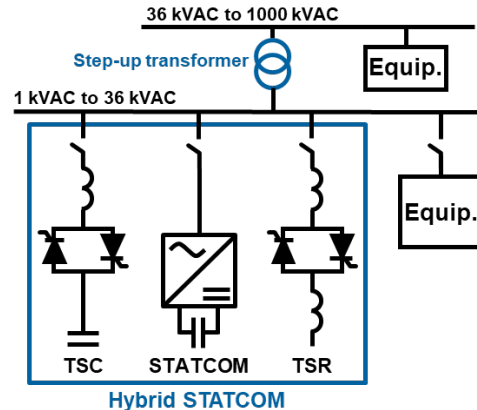 36 kVAC to 1000 kVAC
Step-up transformer
Equip.
1 kVAC to 36 kVAC
Equip.
TSC
STATCOM
TSR
Hybrid STATCOM